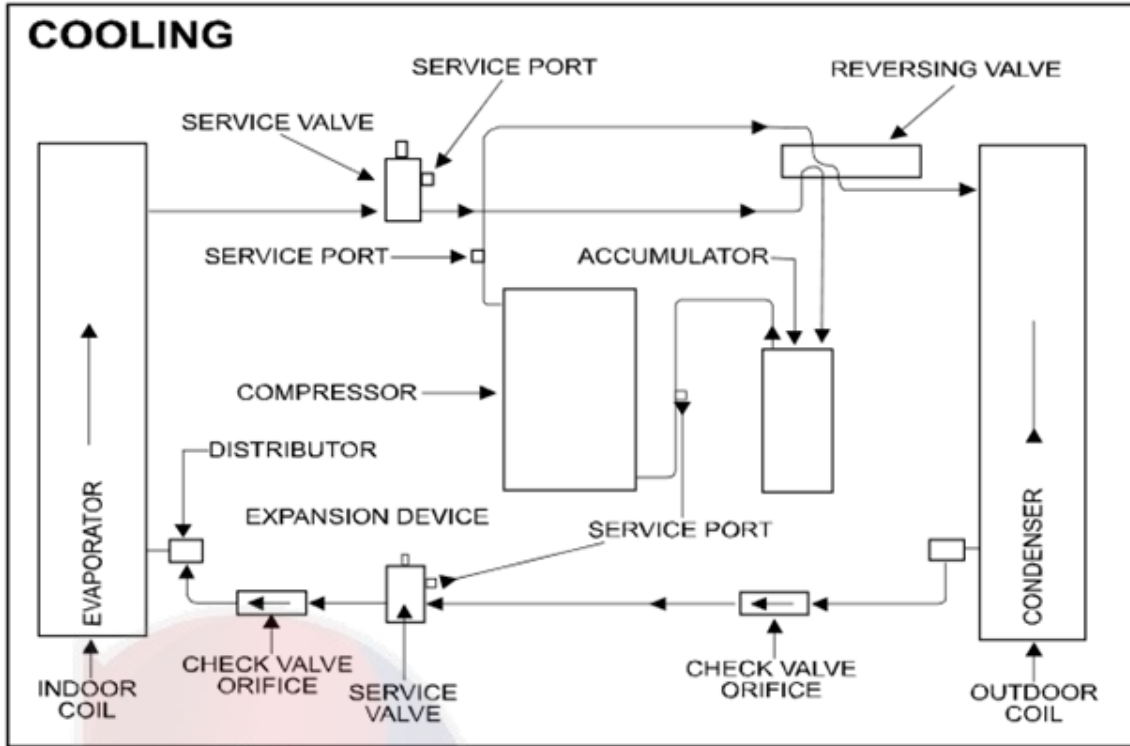 COOLING
SERVICE PORT
REVERSING VALVE
SERVICE VALVE
SERVICE PORT
ACCUMULATOR
COMPRESSOR
DISTRIBUTOR
EXPANSION DEVICE
SERVICE PORT
EVAPORATOR
CONDENSER
CHECK VALVE
ORIFICE
CHECK VALVE
ORIFICE
INDOOR
COIL
SERVICE
VALVE
OUTDOOR
COIL